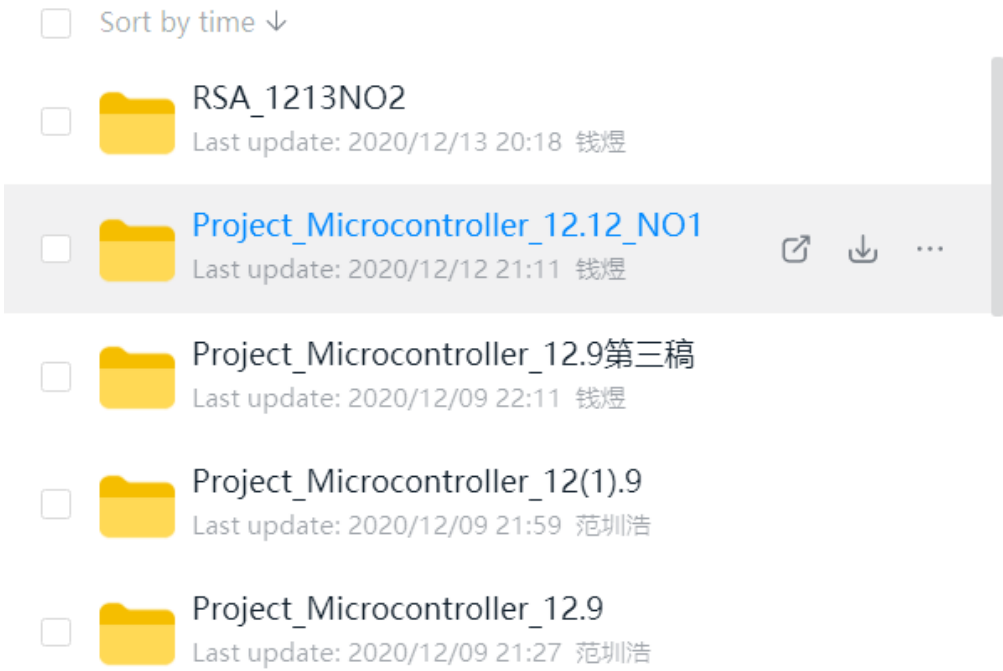 Sort by time ↓
RSA_1213NO2
Last update: 2020/12/13 20:18 钱煜
Project_Microcontroller_12.12_NO1
Last update: 2020/12/12 21:11 钱煜
Project_Microcontroller_12.9第三稿
Last update: 2020/12/09 22:11 钱煜
Project_Microcontroller_12(1).9
Last update: 2020/12/09 21:59 范圳浩
Project_Microcontroller_12.9
Last update: 2020/12/09 21:27 范圳浩